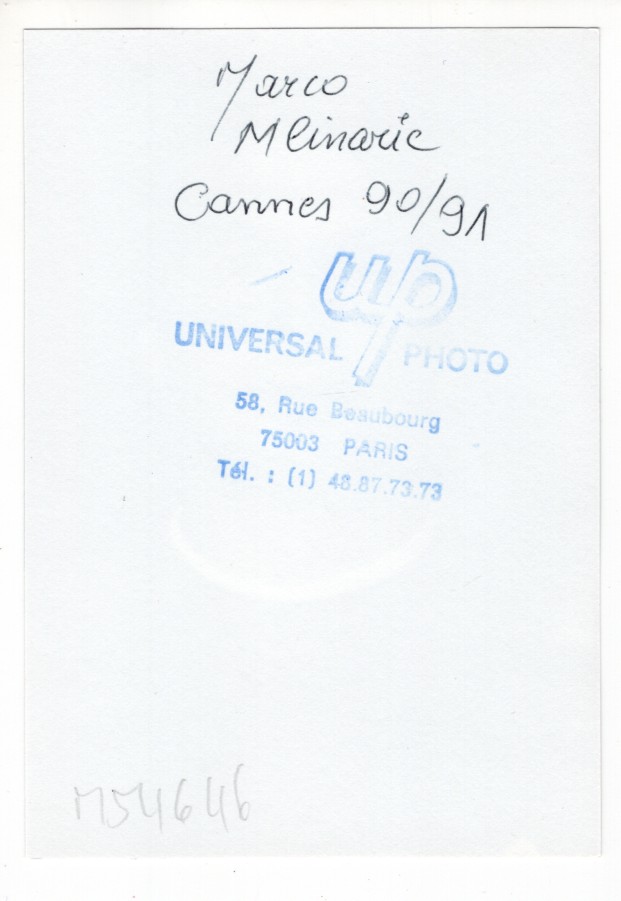 Marco
Mlinaric
Cannes 90/91
up
UNIVERSAL PHOTO
58, Rue Beaubourg
75003 PARIS
Tél. : (1) 48.87.73.73
M54646